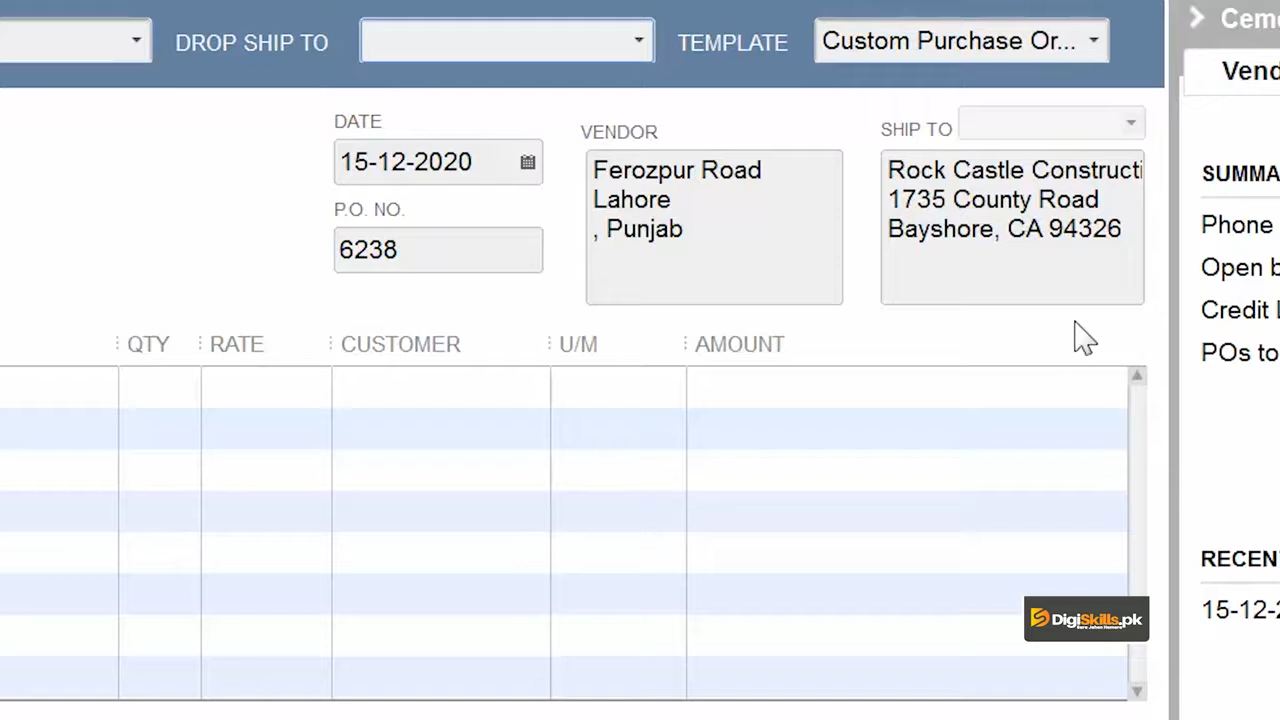 DROP SHIP TO
TEMPLATE
Custom Purchase Or...
DATE
15-12-2020
P.O. NO.
6238
VENDOR
Ferozpur Road
Lahore
, Punjab
SHIP TO
Rock Castle Constructi
1735 County Road
Bayshore, CA 94326
QTY
RATE
CUSTOMER
U/M
AMOUNT
Ceme
Vend
SUMMA
Phone
Open b
Credit L
POs to
RECEN
15-12-2
DigiSkills.pk